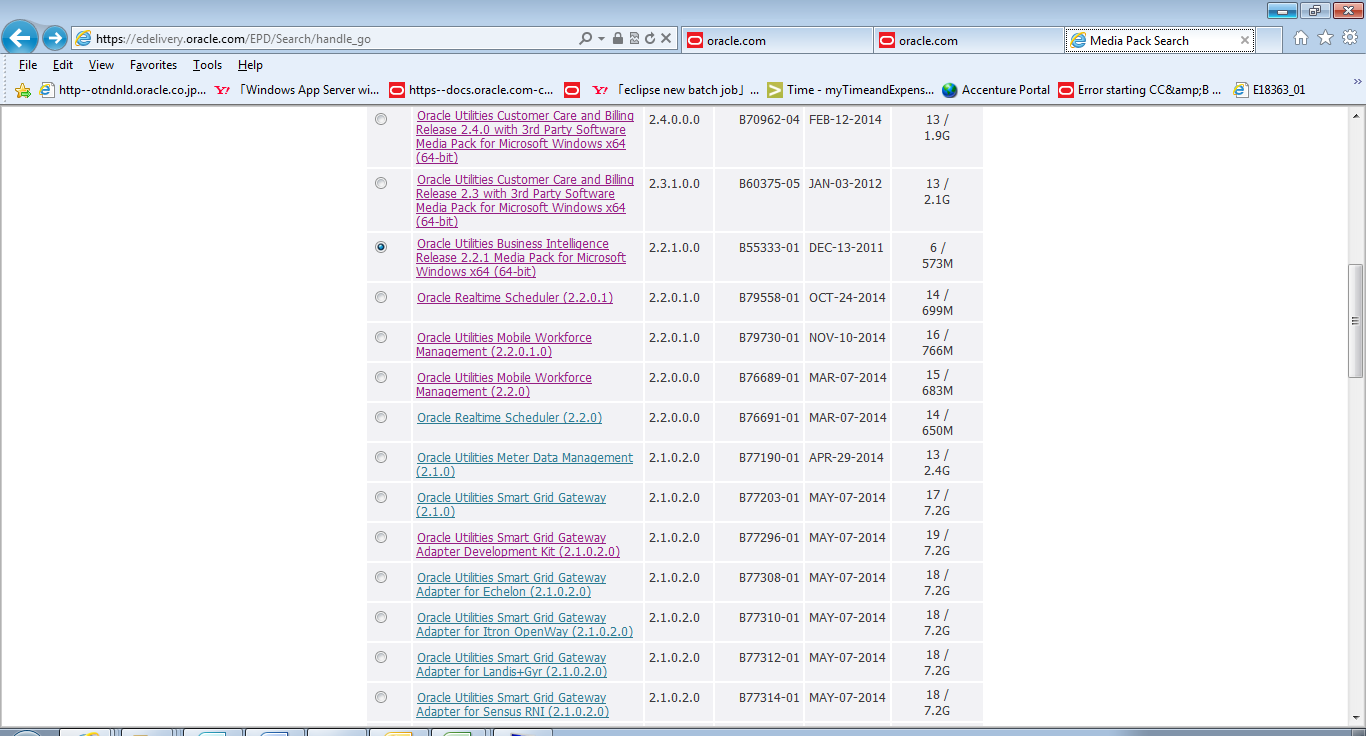 https://edelivery.oracle.com/EPD/Search/handle_go
oracle.com
oracle.com
Media Pack Search
File Edit View Favorites Tools Help
http--otndnld.oracle.co.jp...
「Windows App Server wi...
https--docs.oracle.com-c...
「eclipse new batch job」...
Time - myTimeandExpens...
Accenture Portal
Error starting CC&amp;B ...
E18363_01
Oracle Utilities Customer Care and Billing 2.4.0.0.0 B70962-04 FEB-12-2014 13 /
Release 2.4.0 with 3rd Party Software 1.9G
Media Pack for Microsoft Windows x64
(64-bit)
Oracle Utilities Customer Care and Billing 2.3.1.0.0 B60375-05 JAN-03-2012 13 /
Release 2.3 with 3rd Party Software 2.1G
Media Pack for Microsoft Windows x64
(64-bit)
Oracle Utilities Business Intelligence 2.2.1.0.0 B55333-01 DEC-13-2011 6 /
Release 2.2.1 Media Pack for Microsoft 573M
Windows x64 (64-bit)
Oracle Realtime Scheduler (2.2.0.1) 2.2.0.1.0 B79558-01 OCT-24-2014 14 /
699M
Oracle Utilities Mobile Workforce 2.2.0.1.0 B79730-01 NOV-10-2014 16 /
Management (2.2.0.1.0) 766M
Oracle Utilities Mobile Workforce 2.2.0.0.0 B76689-01 MAR-07-2014 15 /
Management (2.2.0) 683M
Oracle Realtime Scheduler (2.2.0) 2.2.0.0.0 B76691-01 MAR-07-2014 14 /
650M
Oracle Utilities Meter Data Management 2.1.0.2.0 B77190-01 APR-29-2014 13 /
(2.1.0) 2.4G
Oracle Utilities Smart Grid Gateway 2.1.0.2.0 B77203-01 MAY-07-2014 17 /
(2.1.0) 7.2G
Oracle Utilities Smart Grid Gateway 2.1.0.2.0 B77296-01 MAY-07-2014 19 /
Adapter Development Kit (2.1.0.2.0) 7.2G
Oracle Utilities Smart Grid Gateway 2.1.0.2.0 B77308-01 MAY-07-2014 18 /
Adapter for Echelon (2.1.0.2.0) 7.2G
Oracle Utilities Smart Grid Gateway 2.1.0.2.0 B77310-01 MAY-07-2014 18 /
Adapter for Itron OpenWay (2.1.0.2.0) 7.2G
Oracle Utilities Smart Grid Gateway 2.1.0.2.0 B77312-01 MAY-07-2014 18 /
Adapter for Landis+Gyr (2.1.0.2.0) 7.2G
Oracle Utilities Smart Grid Gateway 2.1.0.2.0 B77314-01 MAY-07-2014 18 /
Adapter for Sensus RNI (2.1.0.2.0) 7.2G